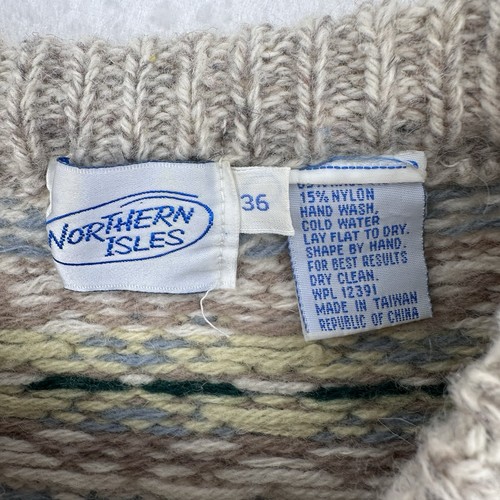 NORTHERN
ISLES
36
15% NYLON
HAND WASH,
COLD WATER
LAY FLAT TO DRY.
SHAPE BY HAND.
FOR BEST RESULTS
DRY CLEAN.
WPL 12391
MADE IN TAIWAN
REPUBLIC OF CHINA